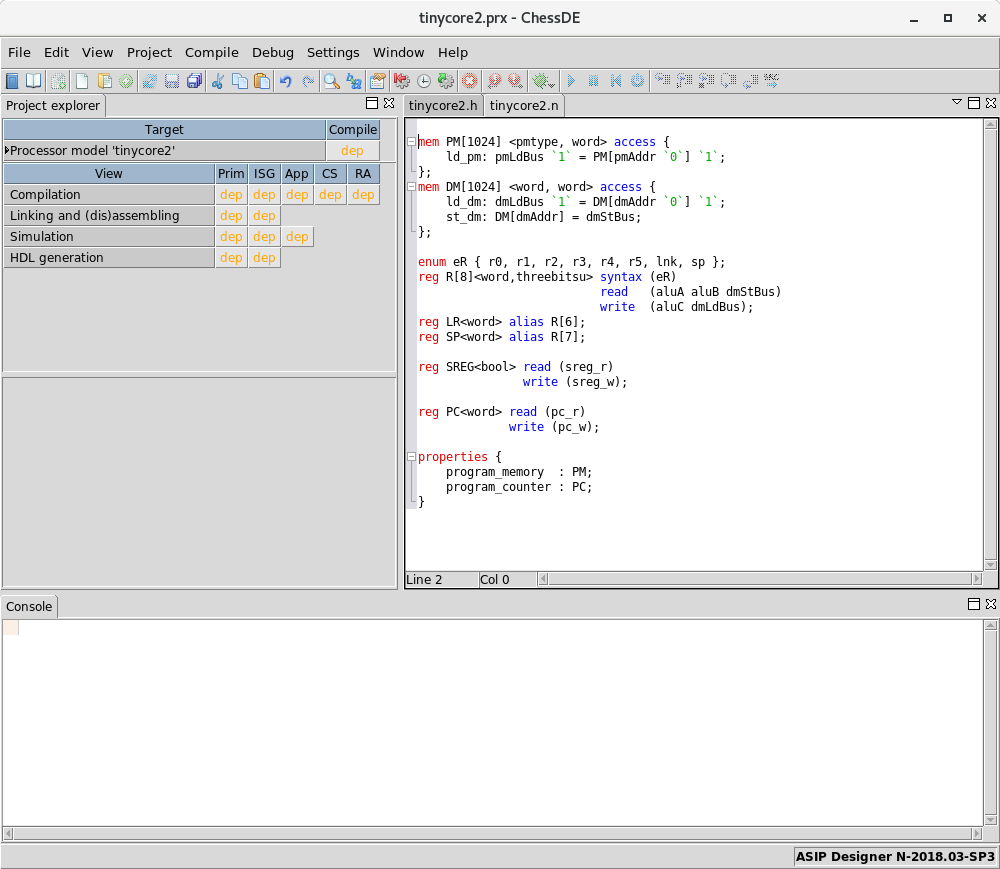 tinycore2.prx - ChessDE
File Edit View Project Compile Debug Settings Window Help
Project explorer
Target Compile
Processor model 'tinycore2' dep
View Prim ISG App CS RA
Compilation dep dep dep dep dep
Linking and (dis)assembling dep dep
Simulation dep dep dep
HDL generation dep dep
tinycore2.h tinycore2.n
mem PM[1024] <pmtype, word> access {
    ld_pm: pmLdBus `1` = PM[pmAddr `0`] `1`;
};
mem DM[1024] <word, word> access {
    ld_dm: dmLdBus `1` = DM[dmAddr `0`] `1`;
    st_dm: DM[dmAddr] = dmStBus;
};
enum eR { r0, r1, r2, r3, r4, r5, lnk, sp };
reg R[8]<word,threebitsu> syntax (eR)
                          read   (aluA aluB dmStBus)
                          write  (aluC dmLdBus);
reg LR<word> alias R[6];
reg SP<word> alias R[7];
reg SREG<bool> read (sreg_r)
               write (sreg_w);
reg PC<word> read (pc_r)
             write (pc_w);
properties {
    program_memory  : PM;
    program_counter : PC;
}
Line 2 Col 0
Console
ASIP Designer N-2018.03-SP3